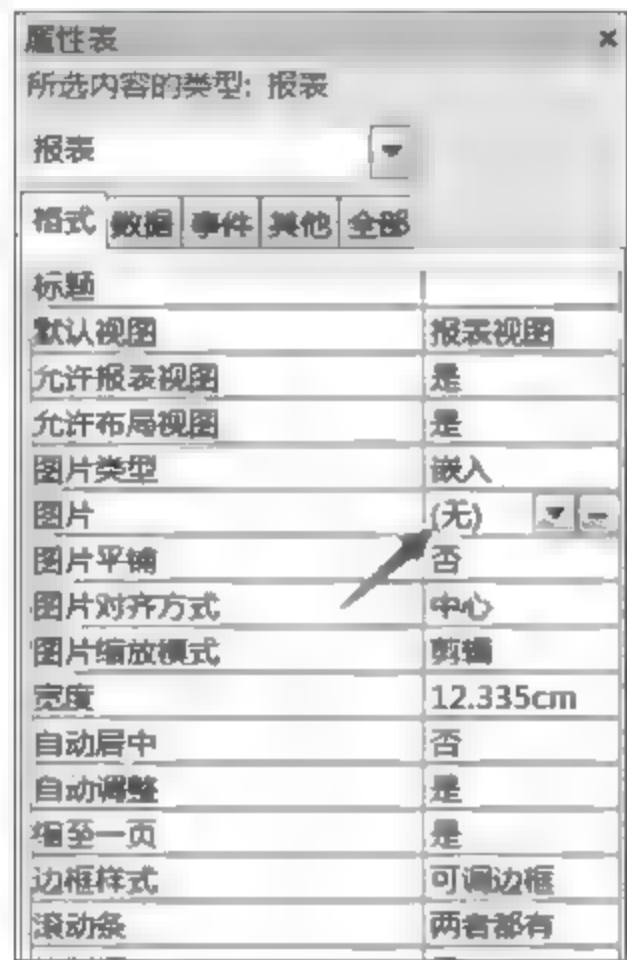 属性表
所选内容的类型: 报表
报表
格式 数据 事件 其他 全部
标题
默认视图 报表视图
允许报表视图 是
允许布局视图 是
图片类型 嵌入
图片 (无)
图片平铺 否
图片对齐方式 中心
图片缩放模式 剪辑
宽度 12.335cm
自动居中 否
自动调整 是
缩至一页 是
边框样式 可调边框
滚动条 两者都有